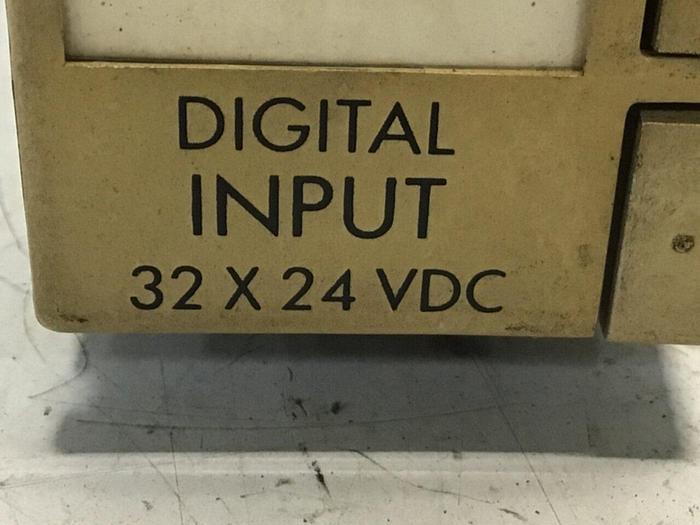 DIGITAL
INPUT
32 X 24 VDC